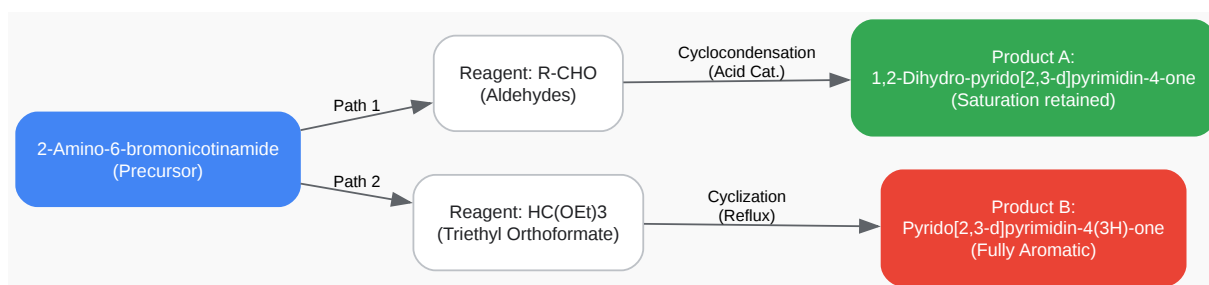 2-Amino-6-bromonicotinamide
(Precursor)
Path 1
Reagent: R-CHO
(Aldehydes)
Cyclocondensation
(Acid Cat.)
Product A:
1,2-Dihydro-pyrido[2,3-d]pyrimidin-4-one
(Saturation retained)
Path 2
Reagent: HC(OEt)3
(Triethyl Orthoformate)
Cyclization
(Reflux)
Product B:
Pyrido[2,3-d]pyrimidin-4(3H)-one
(Fully Aromatic)